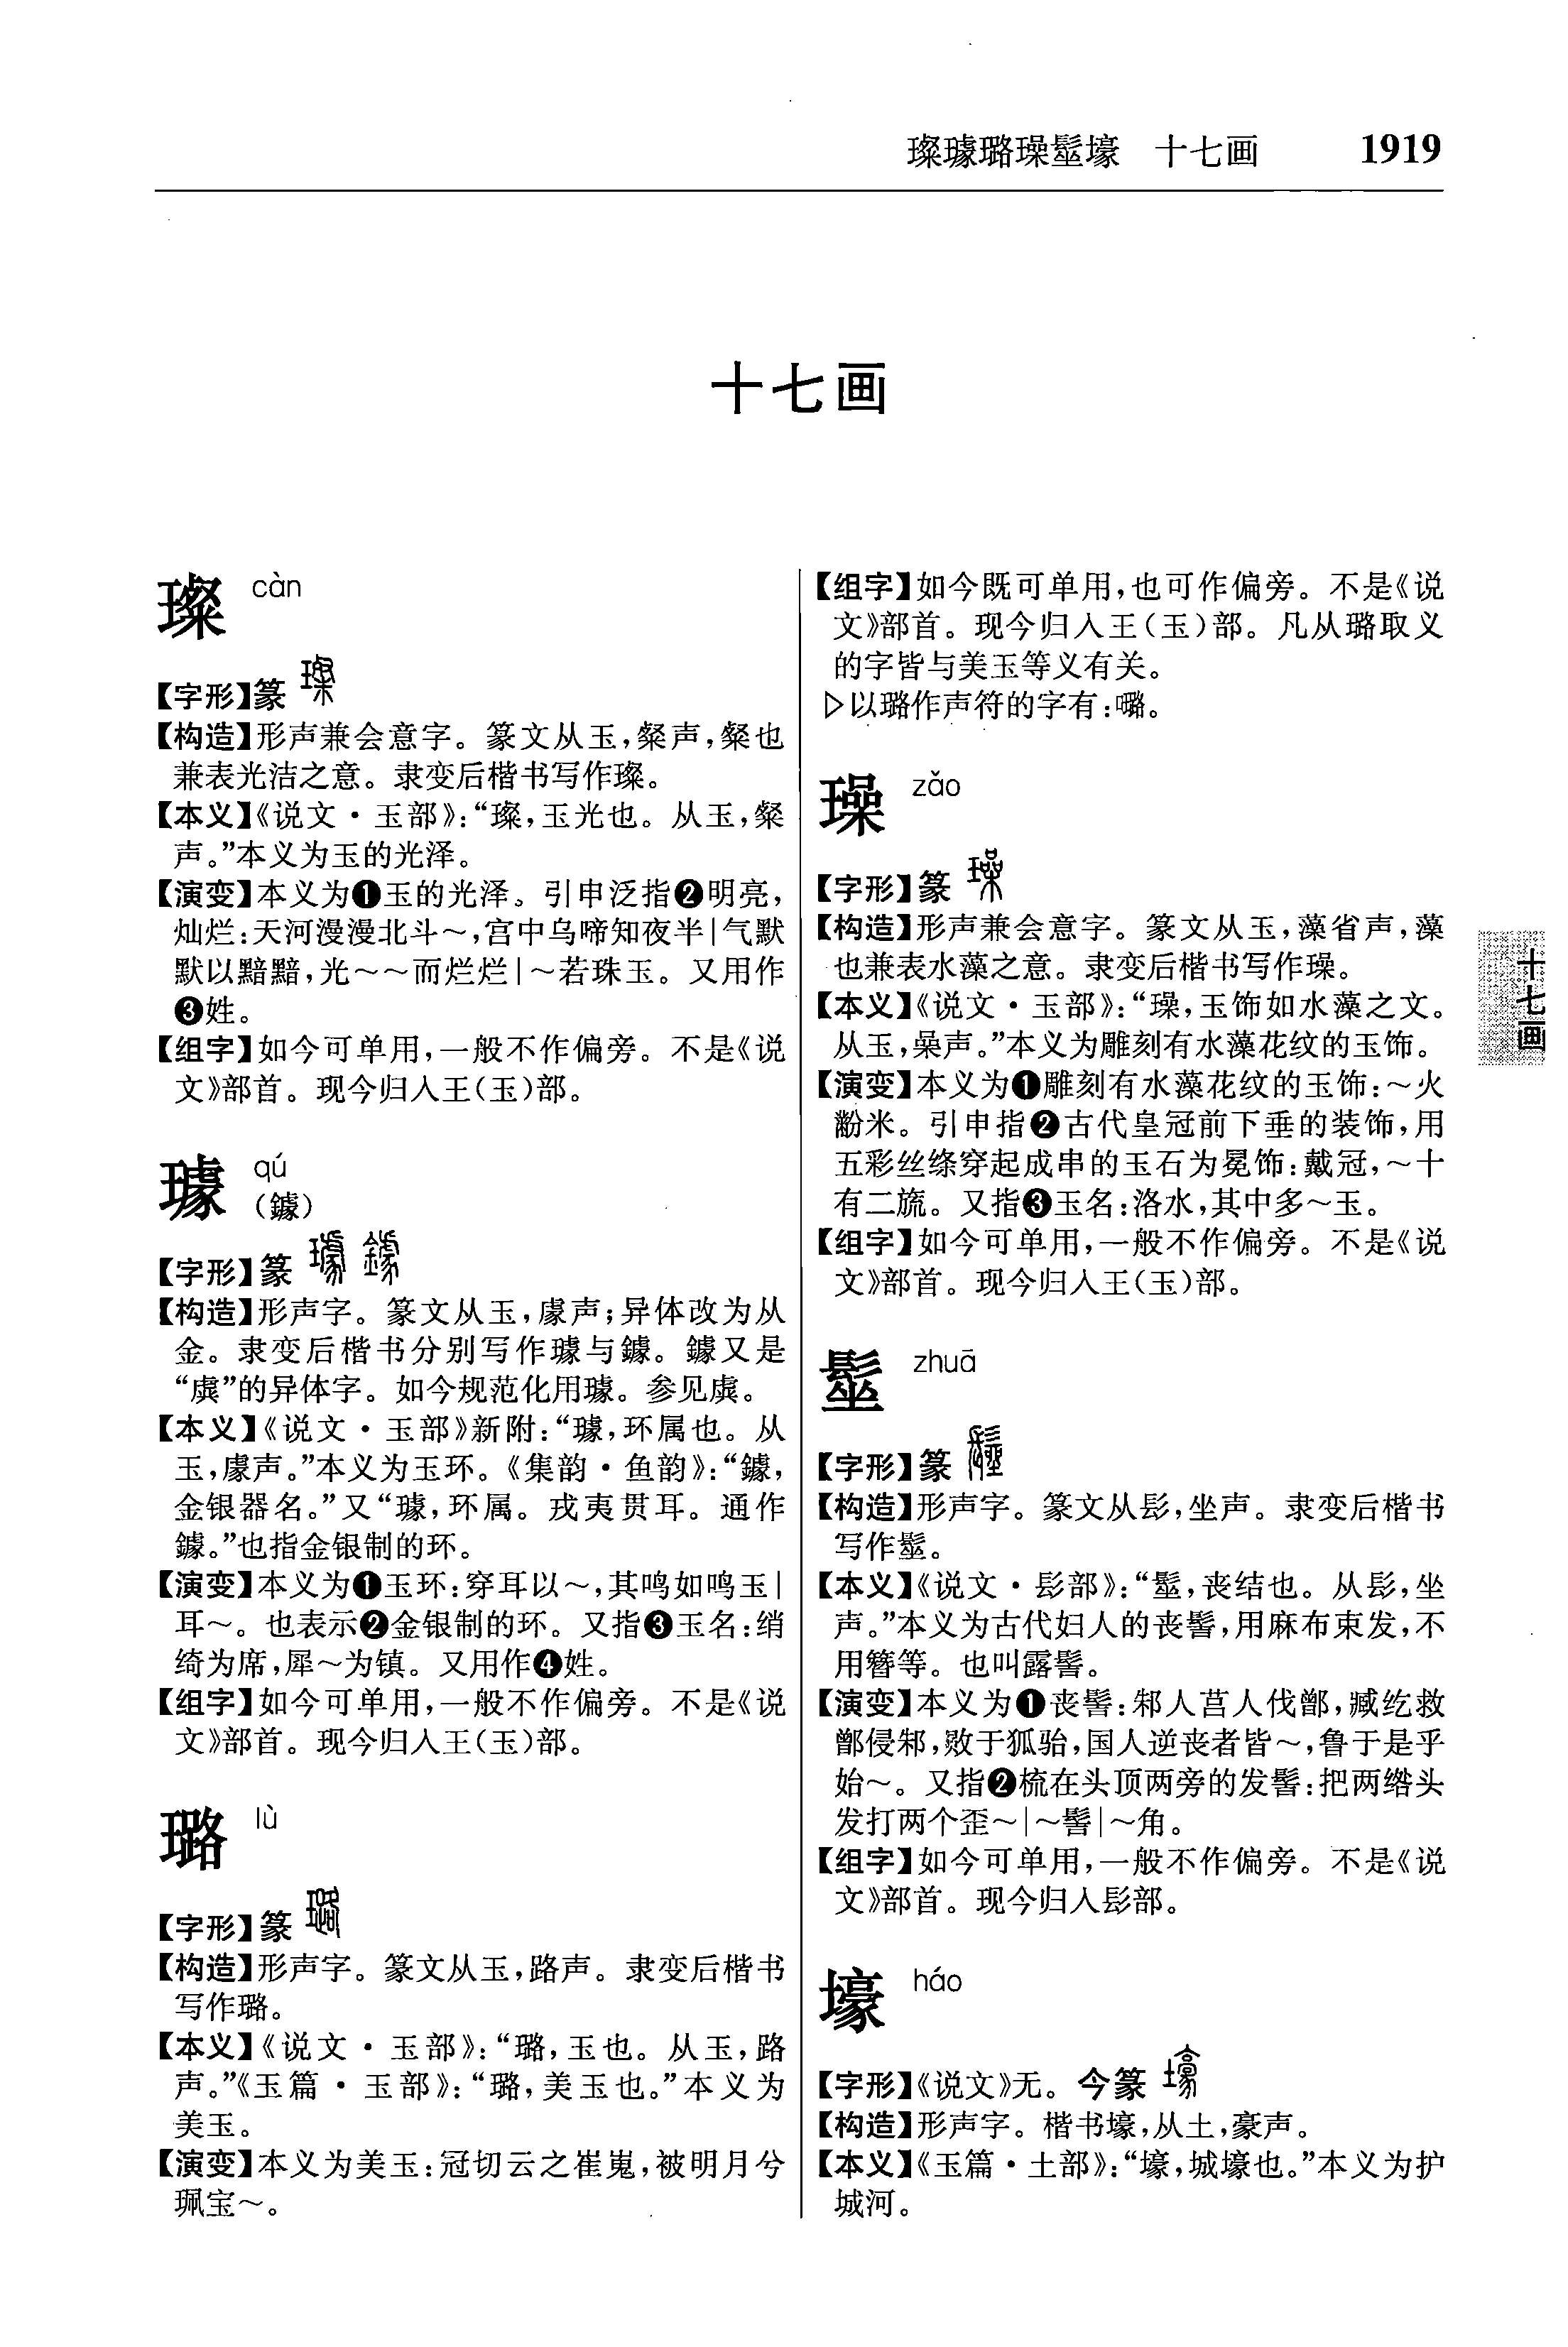 璨璩璐璪髽壕 十七画 1919
十七画
璨 càn
【字形】篆
【构造】形声兼会意字。篆文从玉,粲声,粲也
兼表光洁之意。隶变后楷书写作璨。
【本义】《说文·玉部》:“璨,玉光也。从玉,粲
声。”本义为玉的光泽。
【演变】本义为❶玉的光泽。引申泛指❷明亮,
灿烂:天河漫漫北斗～,宫中乌啼知夜半|气默
默以黯黯,光～～而烂烂|～若珠玉。又用作
❸姓。
【组字】如今可单用,一般不作偏旁。不是《说
文》部首。现今归入王(玉)部。
璩 qú
(鐻)
【字形】篆
【构造】形声字。篆文从玉,豦声;异体改为从
金。隶变后楷书分别写作璩与鐻。鐻又是
“虡”的异体字。如今规范化用璩。参见虡。
【本义】《说文·玉部》新附:“璩,环属也。从
玉,豦声。”本义为玉环。《集韵·鱼韵》:“鐻,
金银器名。”又“璩,环属。戎夷贯耳。通作
鐻。”也指金银制的环。
【演变】本义为❶玉环:穿耳以～,其鸣如鸣玉|
耳～。也表示❷金银制的环。又指❸玉名:绡
绮为席,犀～为镇。又用作❹姓。
【组字】如今可单用,一般不作偏旁。不是《说
文》部首。现今归入王(玉)部。
璐 lù
【字形】篆
【构造】形声字。篆文从玉,路声。隶变后楷书
写作璐。
【本义】《说文·玉部》:“璐,玉也。从玉,路
声。”《玉篇·玉部》:“璐,美玉也。”本义为
美玉。
【演变】本义为美玉:冠切云之崔嵬,被明月兮
珮宝～。
【组字】如今既可单用,也可作偏旁。不是《说
文》部首。现今归入王(玉)部。凡从璐取义
的字皆与美玉等义有关。
▷以璐作声符的字有:㘾。
璪 zǎo
【字形】篆
【构造】形声兼会意字。篆文从玉,藻省声,藻
也兼表水藻之意。隶变后楷书写作璪。
【本义】《说文·玉部》:“璪,玉饰如水藻之文。
从玉,喿声。”本义为雕刻有水藻花纹的玉饰。
【演变】本义为❶雕刻有水藻花纹的玉饰:～火
黺米。引申指❷古代皇冠前下垂的装饰,用
五彩丝绦穿起成串的玉石为冕饰:戴冠,～十
有二旒。又指❸玉名:洛水,其中多～玉。
【组字】如今可单用,一般不作偏旁。不是《说
文》部首。现今归入王(玉)部。
髽 zhuā
【字形】篆
【构造】形声字。篆文从髟,坐声。隶变后楷书
写作髽。
【本义】《说文·髟部》:“髽,丧结也。从髟,坐
声。”本义为古代妇人的丧髻,用麻布束发,不
用簪等。也叫露髻。
【演变】本义为❶丧髻:邾人莒人伐鄫,臧纥救
鄫侵邾,败于狐骀,国人逆丧者皆～,鲁于是乎
始～。又指❷梳在头顶两旁的发髻:把两绺头
发打两个歪～|～髻|～角。
【组字】如今可单用,一般不作偏旁。不是《说
文》部首。现今归入髟部。
壕 háo
【字形】《说文》无。今篆
【构造】形声字。楷书壕,从土,豪声。
【本义】《玉篇·土部》:“壕,城壕也。”本义为护
城河。
十七画